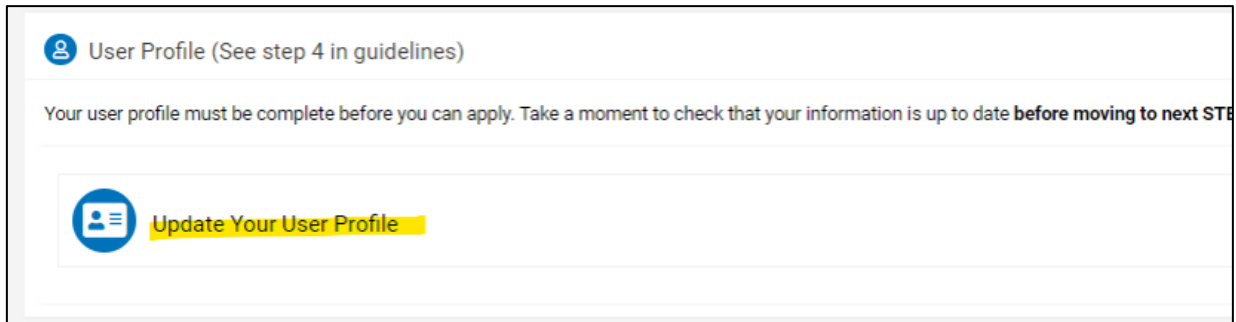 User Profile (See step 4 in guidelines)
Your user profile must be complete before you can apply. Take a moment to check that your information is up to date before moving to next
Update Your User Profile